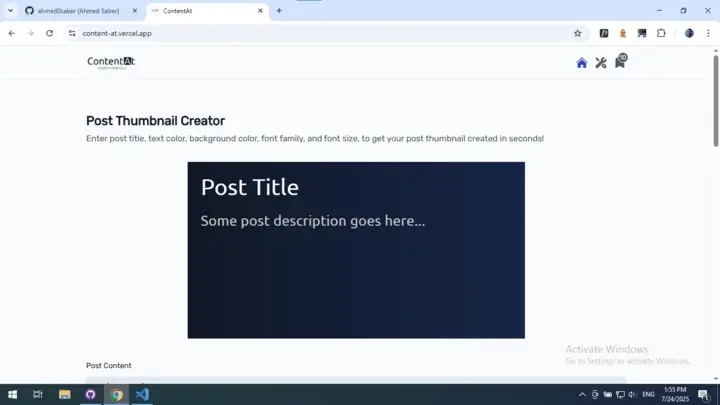 ahmed0saber (Ahmed Saber)
ContentAt
content-at.vercel.app
ContentAt
10
Post Thumbnail Creator
Enter post title, text color, background color, font family, and font size, to get your post thumbnail created in seconds!
Post Title
Some post description goes here...
Activate Windows
Go to Settings to activate Windows.
Post Content
ENG
1:55 PM
7/24/2025